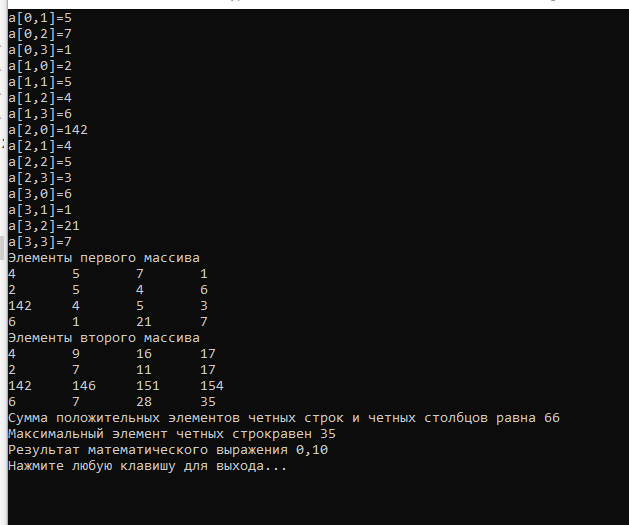 a[0,1]=5
a[0,2]=7
a[0,3]=1
a[1,0]=2
a[1,1]=5
a[1,2]=4
a[1,3]=6
a[2,0]=142
a[2,1]=4
a[2,2]=5
a[2,3]=3
a[3,0]=6
a[3,1]=1
a[3,2]=21
a[3,3]=7
Элементы первого массива
4 5 7 1
2 5 4 6
142 4 5 3
6 1 21 7
Элементы второго массива
4 9 16 17
2 7 11 17
142 146 151 154
6 7 28 35
Сумма положительных элементов четных строк и четных столбцов равна 66
Максимальный элемент четных строкравен 35
Результат математического выражения 0,10
Нажмите любую клавишу для выхода...